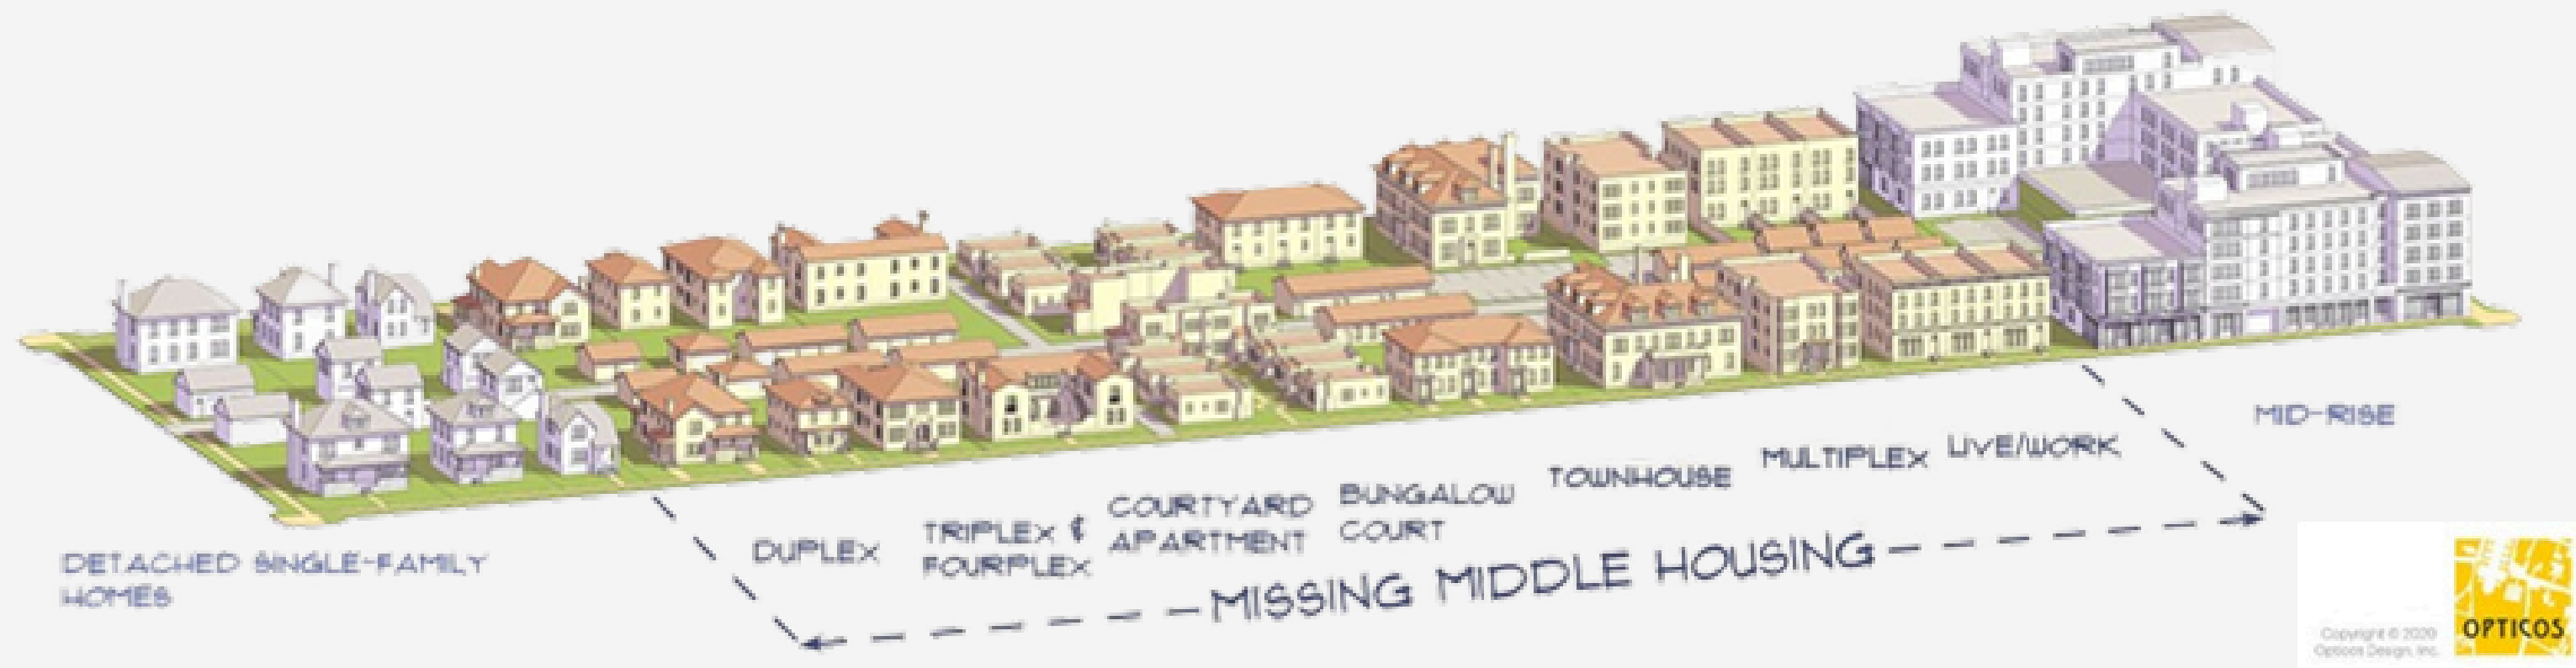 DETACHED SINGLE-FAMILY
HOMES
DUPLEX
TRIPLEX &
FOURPLEX
COURTYARD
APARTMENT
BUNGALOW
COURT
TOWNHOUSE
MULTIPLEX
LIVE/WORK
MID-RISE
MISSING MIDDLE HOUSING
Copyright © 2020
Opticos Design, Inc.
OPTICOS